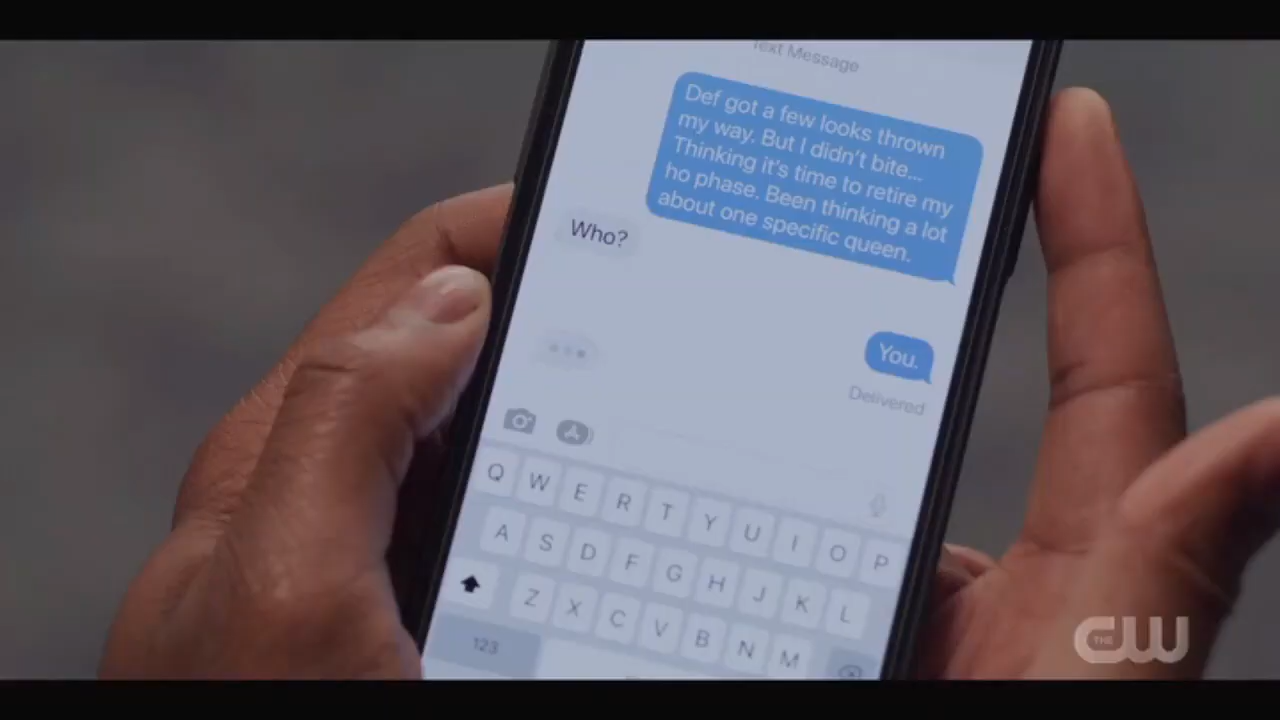 Text Message
Def got a few looks thrown
my way. But I didn't bite...
Thinking it's time to retire my
ho phase. Been thinking a lot
about one specific queen.
Who?
You.
Delivered
Q W E R T Y U I O P
A S D F G H J K L
Z X C V B N M
123
THE CW